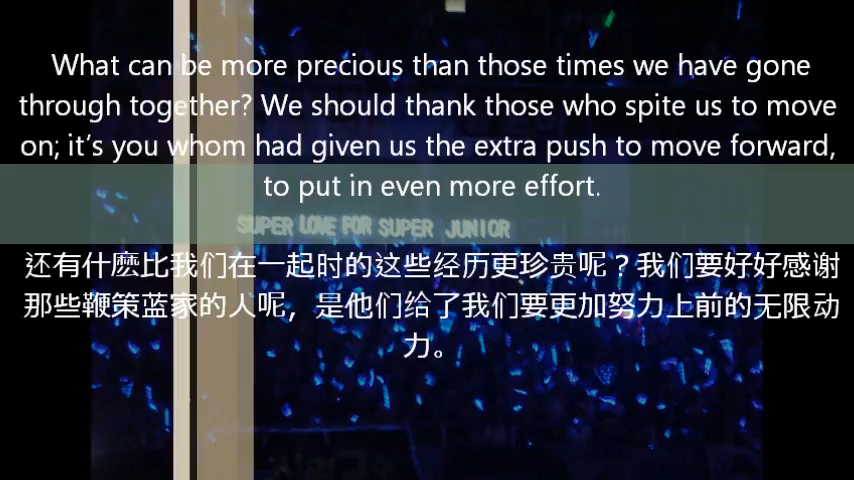 What can be more precious than those times we have gone
through together? We should thank those who spite us to move
on; it’s you whom had given us the extra push to move forward,
to put in even more effort.
SUPER LOVE FOR SUPER JUNIOR
还有什麽比我们在一起时的这些经历更珍贵呢？我们要好好感谢
那些鞭策蓝家的人呢，是他们给了我们要更加努力上前的无限动
力。